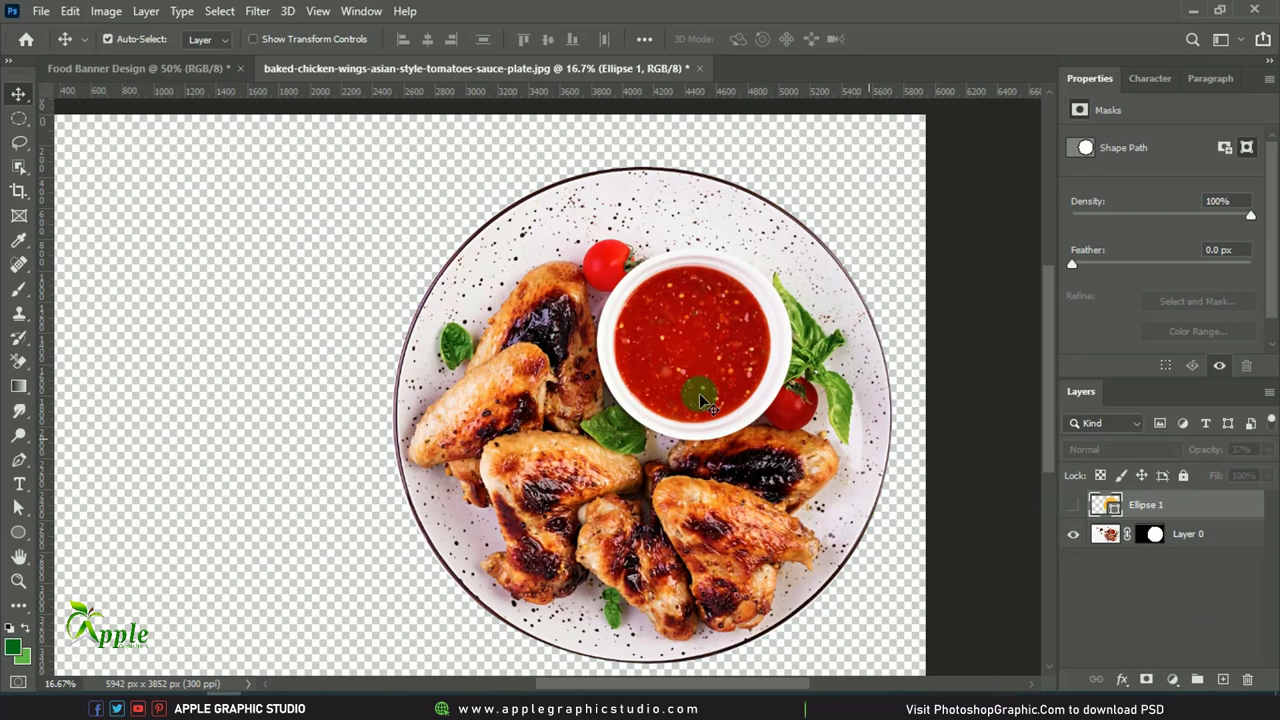 Ps File Edit Image Layer Type Select Filter 3D View Window Help
Auto-Select: Layer Show Transform Controls 3D Mode:
Food Banner Design @ 50% (RGB/8) * × baked-chicken-wings-asian-style-tomatoes-sauce-plate.jpg @ 16.7% (Ellipse 1, RGB/8) * ×
400 600 800 1000 1200 1400 1600 1800 2000 2200 2400 2600 2800 3000 3200 3400 3600 3800 4000 4200 4400 4600 4800 5000 5200 5400 5600 5800 6000 6200 6400
Properties Character Paragraph
Masks
Shape Path
Density: 100%
Feather: 0.0 px
Refine: Select and Mask...
Color Range...
Layers
Kind
Normal Opacity: 37%
Lock: Fill: 100%
Ellipse 1
Layer 0
Apple
16.67% 5942 px x 3852 px (300 ppi)
APPLE GRAPHIC STUDIO www.applegraphicstudio.com Visit PhotoshopGraphic.Com to download PSD